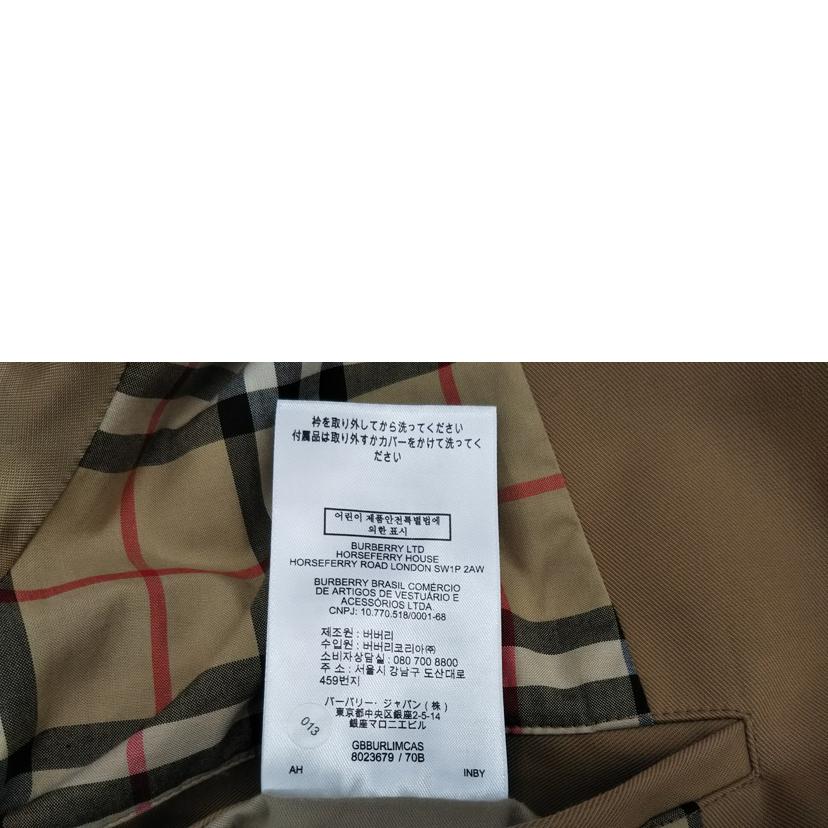 衿を取り外してから洗ってください
付属品は取り外すかカバーをかけて洗ってく
ださい
어린이 제품안전특별법에
의한 표시
BURBERRY LTD
HORSEFERRY HOUSE
HORSEFERRY ROAD LONDON SW1P 2AW
BURBERRY BRASIL COMÉRCIO
DE ARTIGOS DE VESTUÁRIO E
ACESSÓRIOS LTDA.
CNPJ: 10.770.518/0001-68
제조원 : 버버리
수입원 : 버버리코리아㈜
소비자상담실 : 080 700 8800
주 소 : 서울시 강남구 도산대로
459번지
バーバリー・ジャパン (株)
東京都中央区銀座2-5-14
銀座マロニエビル
013
GBBURLIMCAS
8023679 / 70B
AH INBY